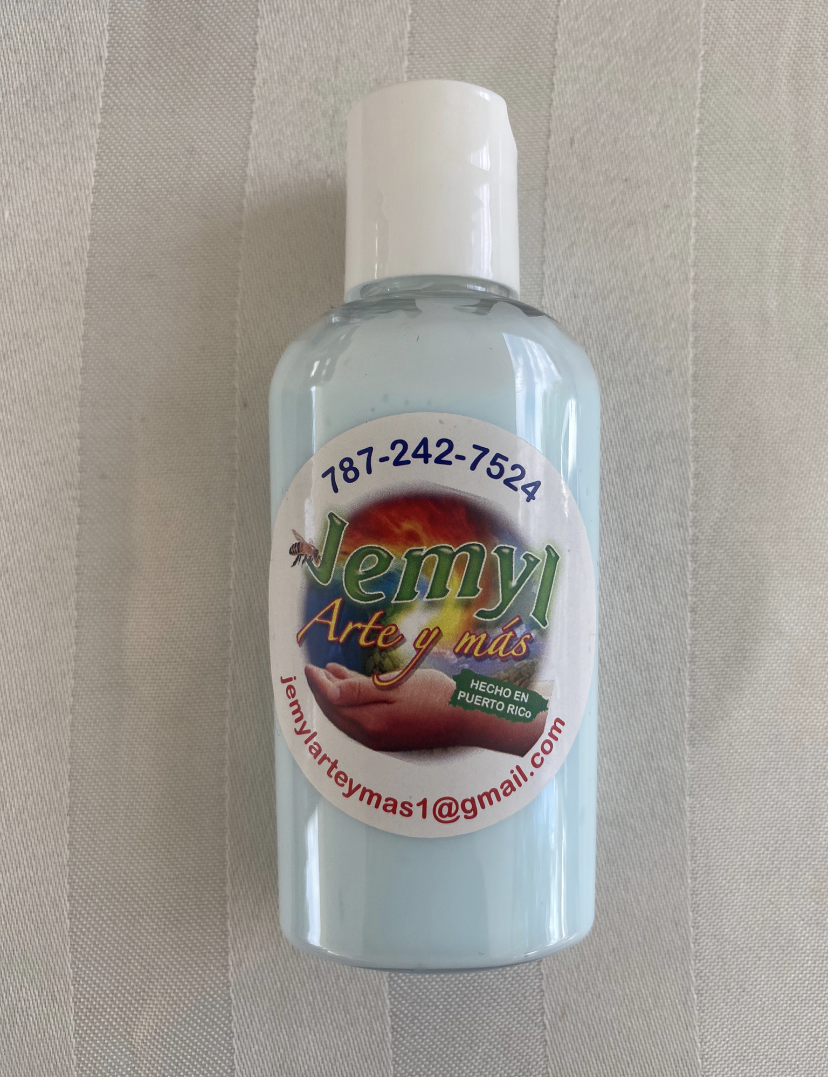 787-242-7524
Jemyl
Arte y más
HECHO EN
PUERTO RICo
jemylarteymas1@gmail.com